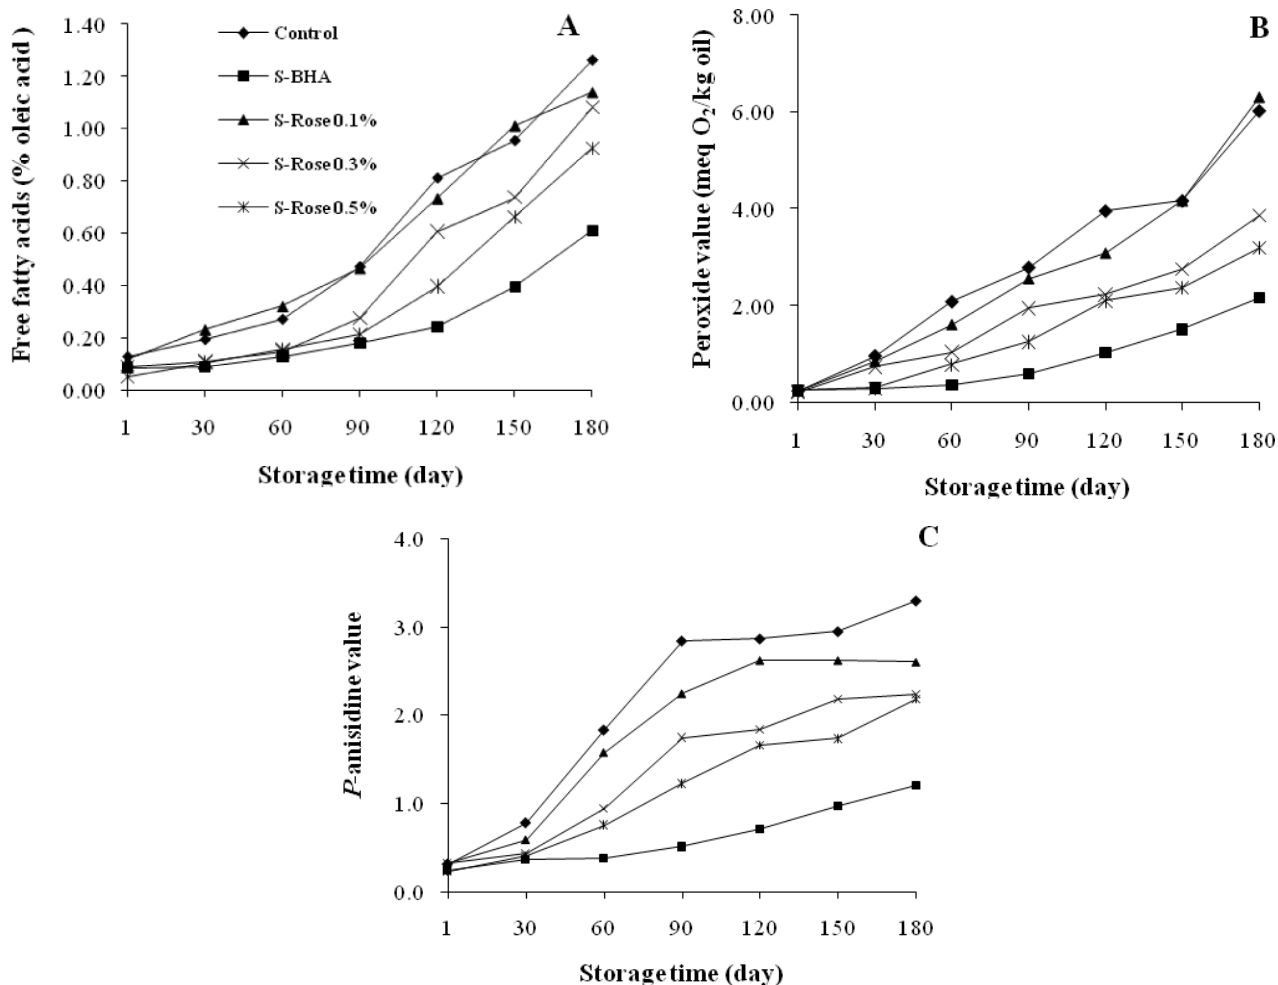 A
Free fatty acids (% oleic acid)
1.40
1.20
1.00
0.80
0.60
0.40
0.20
0.00
Control
S-BHA
S-Rose0.1%
S-Rose0.3%
S-Rose0.5%
1 30 60 90 120 150 180
Storage time (day)
B
Peroxide value (meq O₂/kg oil)
8.00
6.00
4.00
2.00
0.00
1 30 60 90 120 150 180
Storage time (day)
C
P-anisidine value
4.0
3.0
2.0
1.0
0.0
1 30 60 90 120 150 180
Storage time (day)